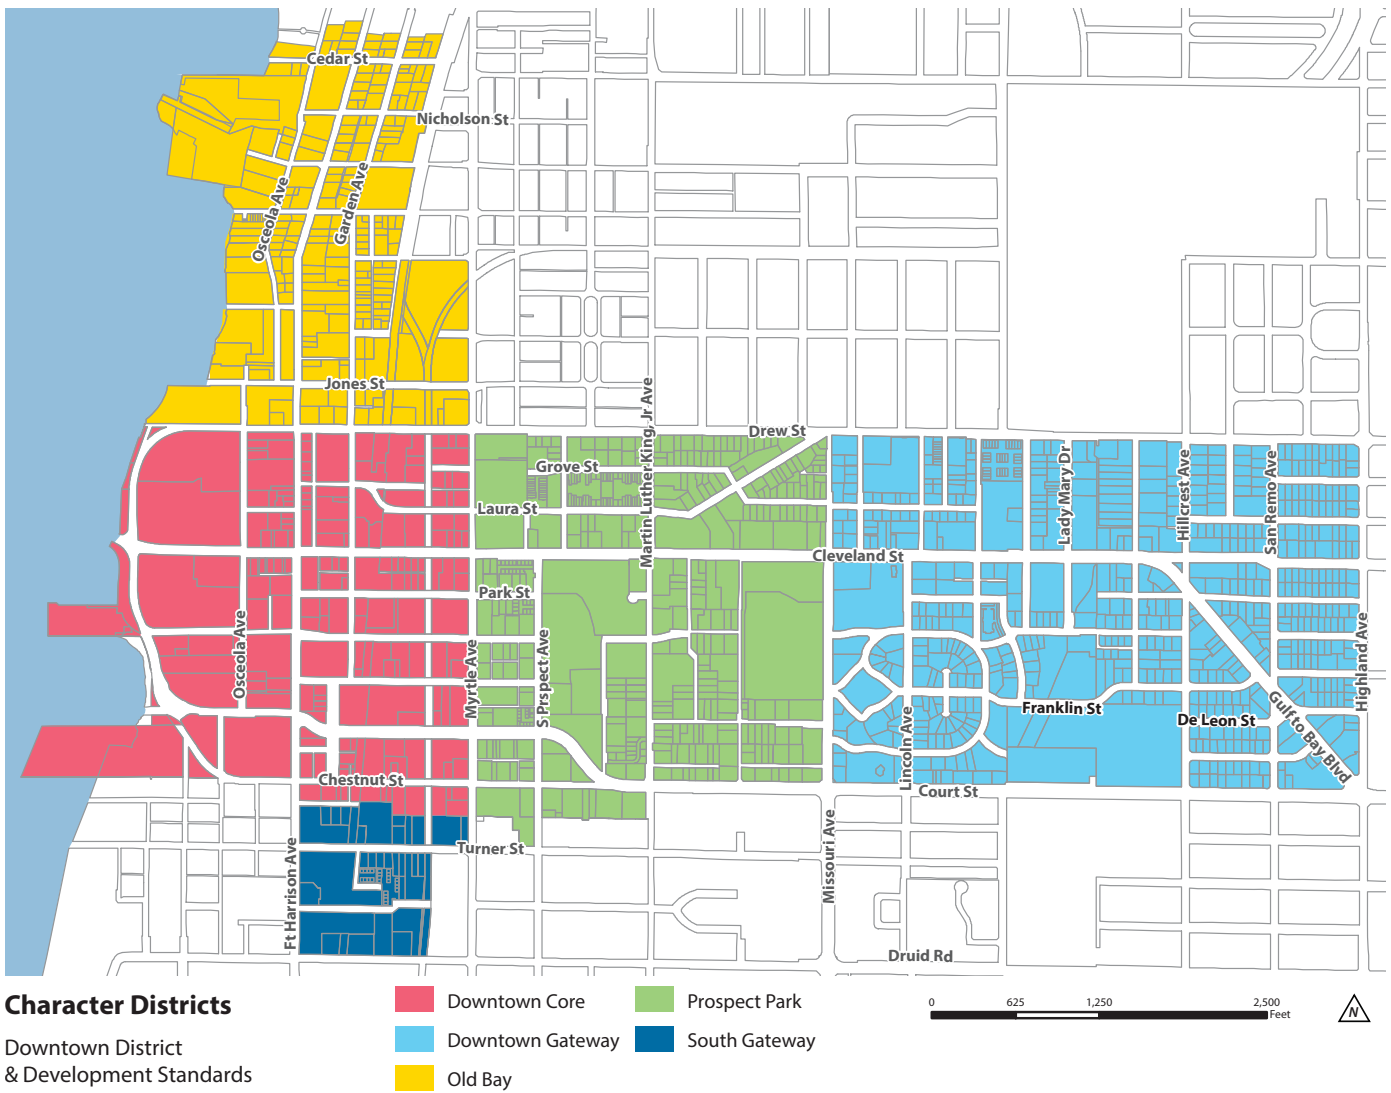 Cedar St
Nicholson St
Osceola Ave
Garden Ave
Jones St
Martin Luther King, Jr Ave
Drew St
Grove St
Laura St
Lady Mary Dr
Hillcrest Ave
San Remo Ave
Cleveland St
Park St
Osceola Ave
Myrtle Ave
S Prspect Ave
Highland Ave
Lincoln Ave
Franklin St
De Leon St
Gulf to Bay Blvd
Chestnut St
Court St
Ft Harrison Ave
Turner St
Missouri Ave
Druid Rd
Character Districts
Downtown District
& Development Standards
Downtown Core
Downtown Gateway
Old Bay
Prospect Park
South Gateway
0 625 1,250 2,500
Feet
N